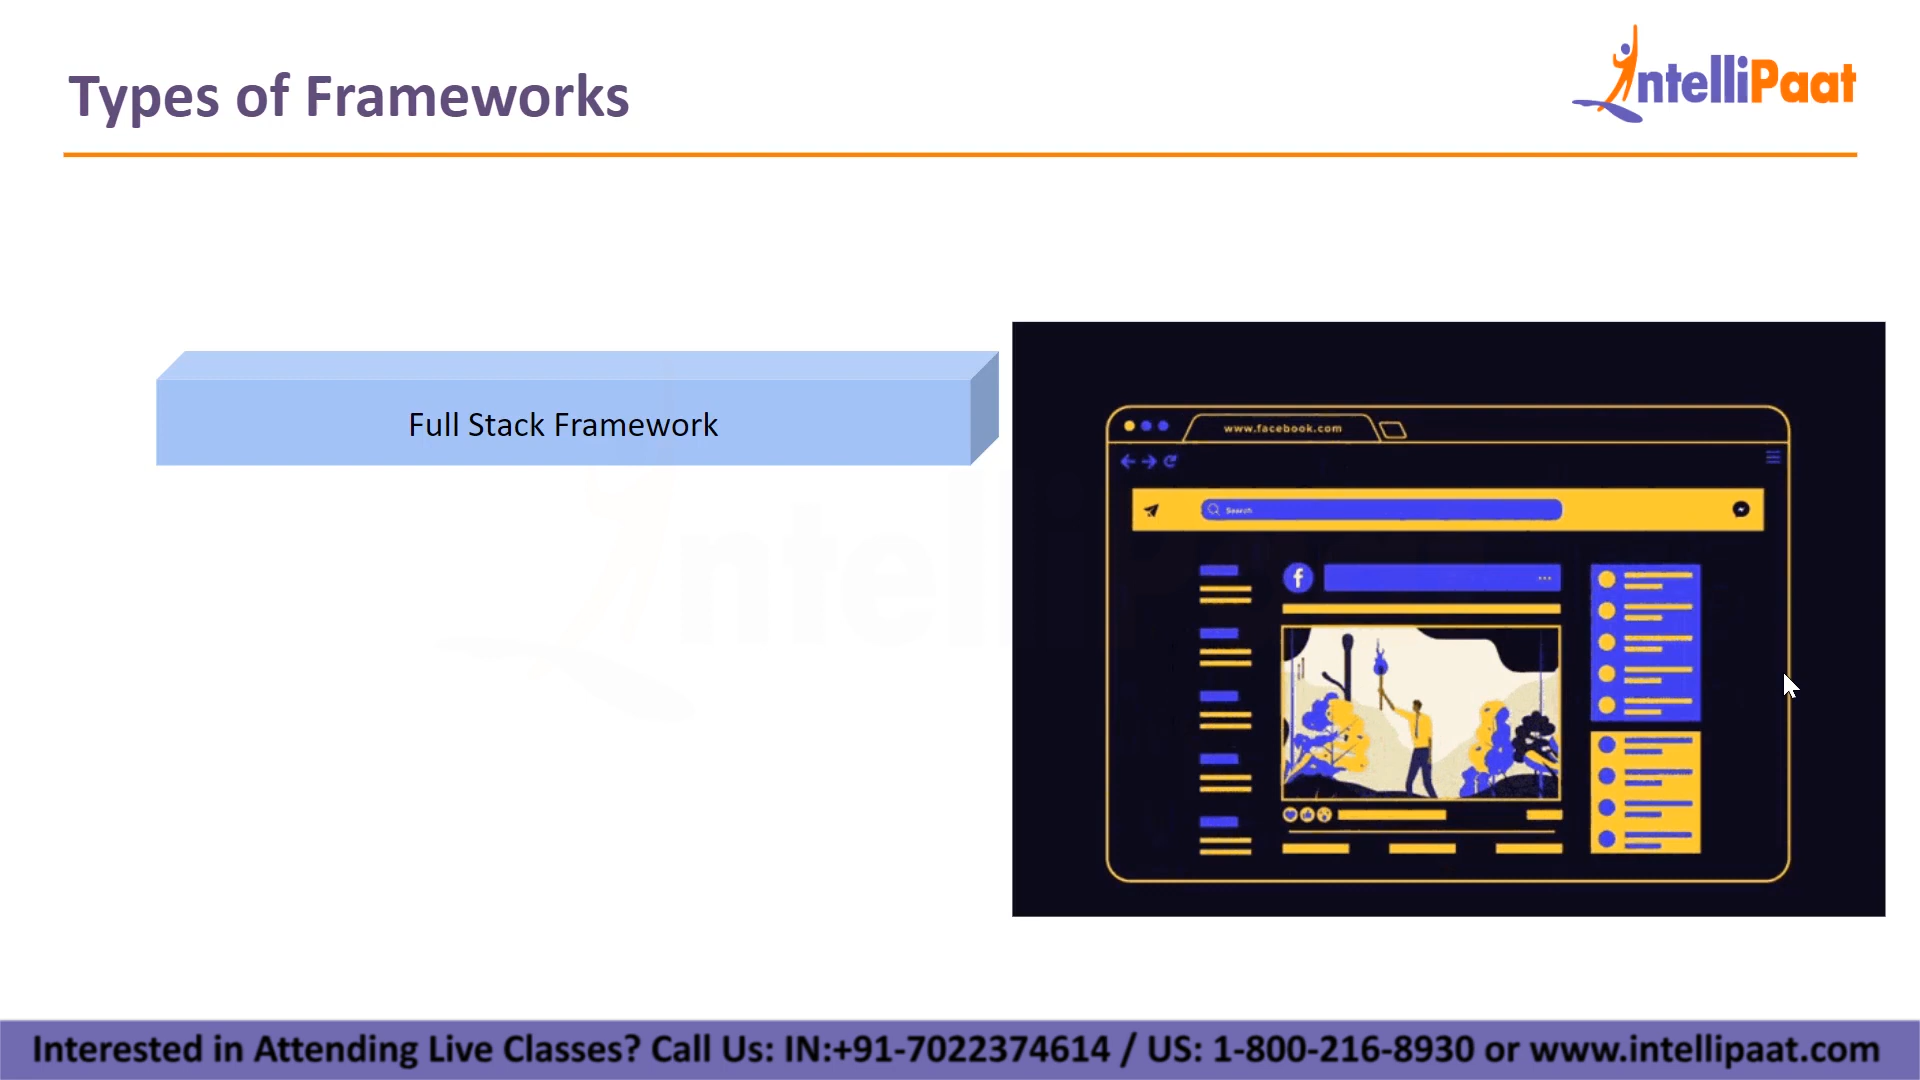 Types of Frameworks
IntelliPaat
Full Stack Framework
www.facebook.com
Search
f
IntelliP
Interested in Attending Live Classes? Call Us: IN:+91-7022374614 / US: 1-800-216-8930 or www.intellipaat.com